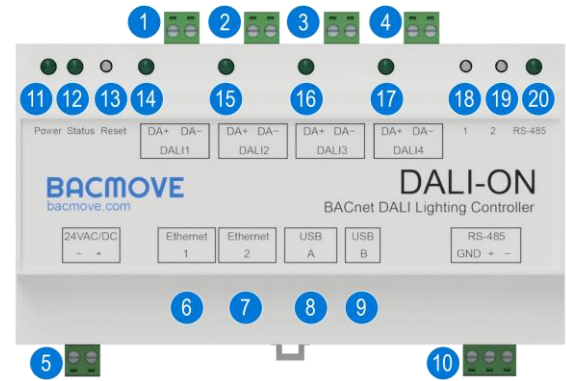 1 2 3 4
11 12 13 14 15 16 17 18 19 20
Power Status Reset DA+ DA- DA+ DA- DA+ DA- DA+ DA- 1 2 RS-485
DALI1 DALI2 DALI3 DALI4
BACMOVE DALI-ON
bacmove.com BACnet DALI Lighting Controller
24VAC/DC Ethernet Ethernet USB USB RS-485
- + 1 2 A B GND + -
6 7 8 9
5 10